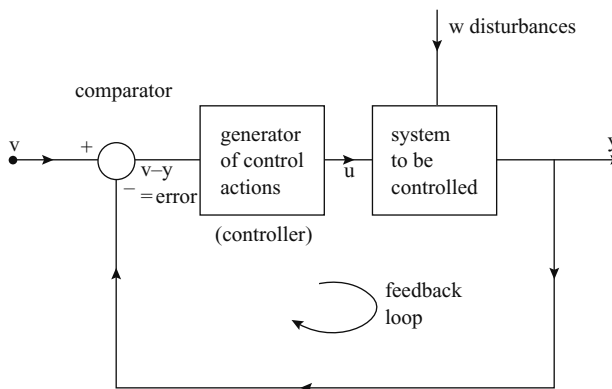 w disturbances
comparator
v
+
−
v–y
= error
generator
of control
actions
(controller)
u
system
to be
controlled
y
feedback
loop